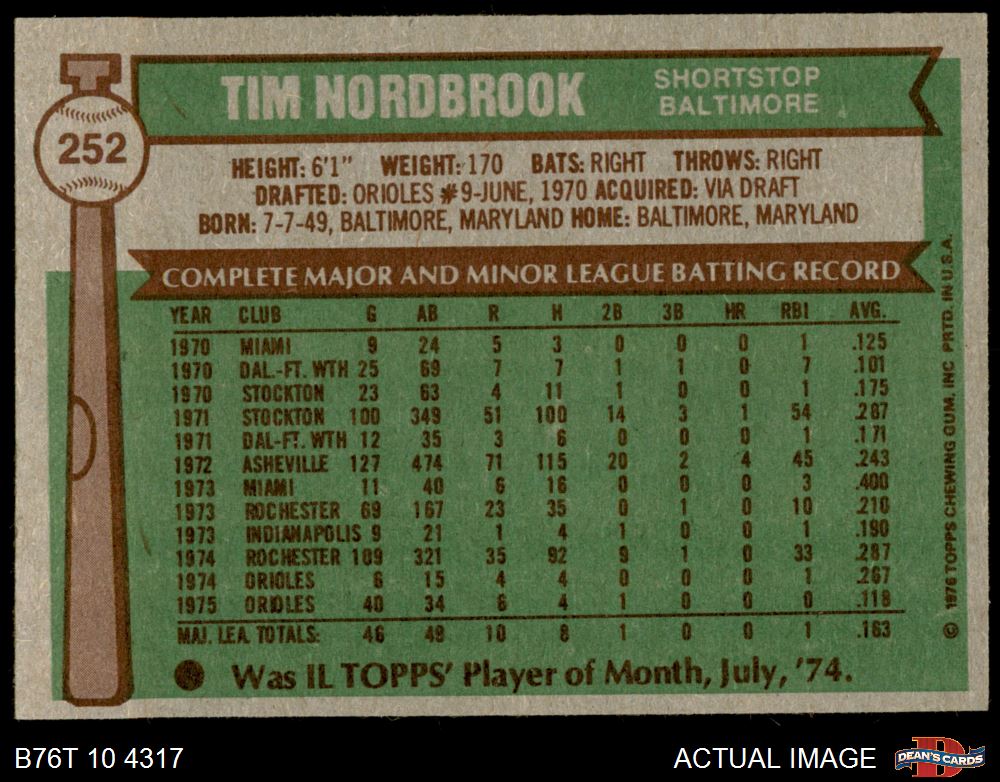 TIM NORDBROOK
SHORTSTOP
BALTIMORE
252
HEIGHT: 6'1" WEIGHT: 170 BATS: RIGHT THROWS: RIGHT
DRAFTED: ORIOLES #9-JUNE, 1970 ACQUIRED: VIA DRAFT
BORN: 7-7-49, BALTIMORE, MARYLAND HOME: BALTIMORE, MARYLAND
COMPLETE MAJOR AND MINOR LEAGUE BATTING RECORD
YEAR CLUB G AB R H 2B 3B HR RBI AVG.
1970 MIAMI 9 24 5 3 0 0 0 1 .125
1970 DAL.-FT. WTH 25 69 7 7 1 1 0 7 .101
1970 STOCKTON 23 63 4 11 1 0 0 1 .175
1971 STOCKTON 100 349 51 100 14 3 1 54 .287
1971 DAL-FT. WTH 12 35 3 6 0 0 0 1 .171
1972 ASHEVILLE 127 474 71 115 20 2 4 45 .243
1973 MIAMI 11 40 6 16 0 0 0 3 .400
1973 ROCHESTER 69 167 23 35 0 1 0 10 .210
1973 INDIANAPOLIS 9 21 1 4 1 0 0 1 .190
1974 ROCHESTER 109 321 35 92 9 1 0 33 .287
1974 ORIOLES 6 15 4 4 0 0 0 1 .267
1975 ORIOLES 40 34 6 4 1 0 0 0 .118
MAJ. LEA. TOTALS: 46 49 10 8 1 0 0 1 .163
Was IL TOPPS' Player of Month, July, '74.
© 1976 TOPPS CHEWING GUM, INC PRTD. IN U.S.A.
B76T 10 4317
ACTUAL IMAGE
D
DEAN'S CARDS